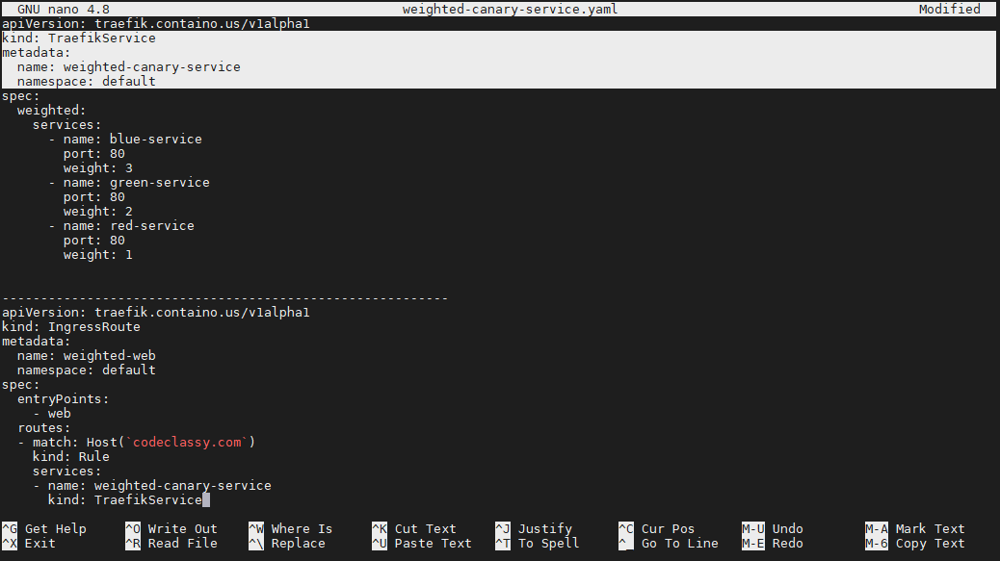 GNU nano 4.8 weighted-canary-service.yaml Modified
apiVersion: traefik.containo.us/v1alpha1
kind: TraefikService
metadata:
  name: weighted-canary-service
  namespace: default
spec:
  weighted:
    services:
      - name: blue-service
        port: 80
        weight: 3
      - name: green-service
        port: 80
        weight: 2
      - name: red-service
        port: 80
        weight: 1
----------------------------------------------------------
apiVersion: traefik.containo.us/v1alpha1
kind: IngressRoute
metadata:
  name: weighted-web
  namespace: default
spec:
  entryPoints:
    - web
  routes:
  - match: Host(`codeclassy.com`)
    kind: Rule
    services:
    - name: weighted-canary-service
      kind: TraefikService
^G Get Help ^O Write Out ^W Where Is ^K Cut Text ^J Justify ^C Cur Pos M-U Undo M-A Mark Text
^X Exit ^R Read File ^\ Replace ^U Paste Text ^T To Spell ^_ Go To Line M-E Redo M-6 Copy Text